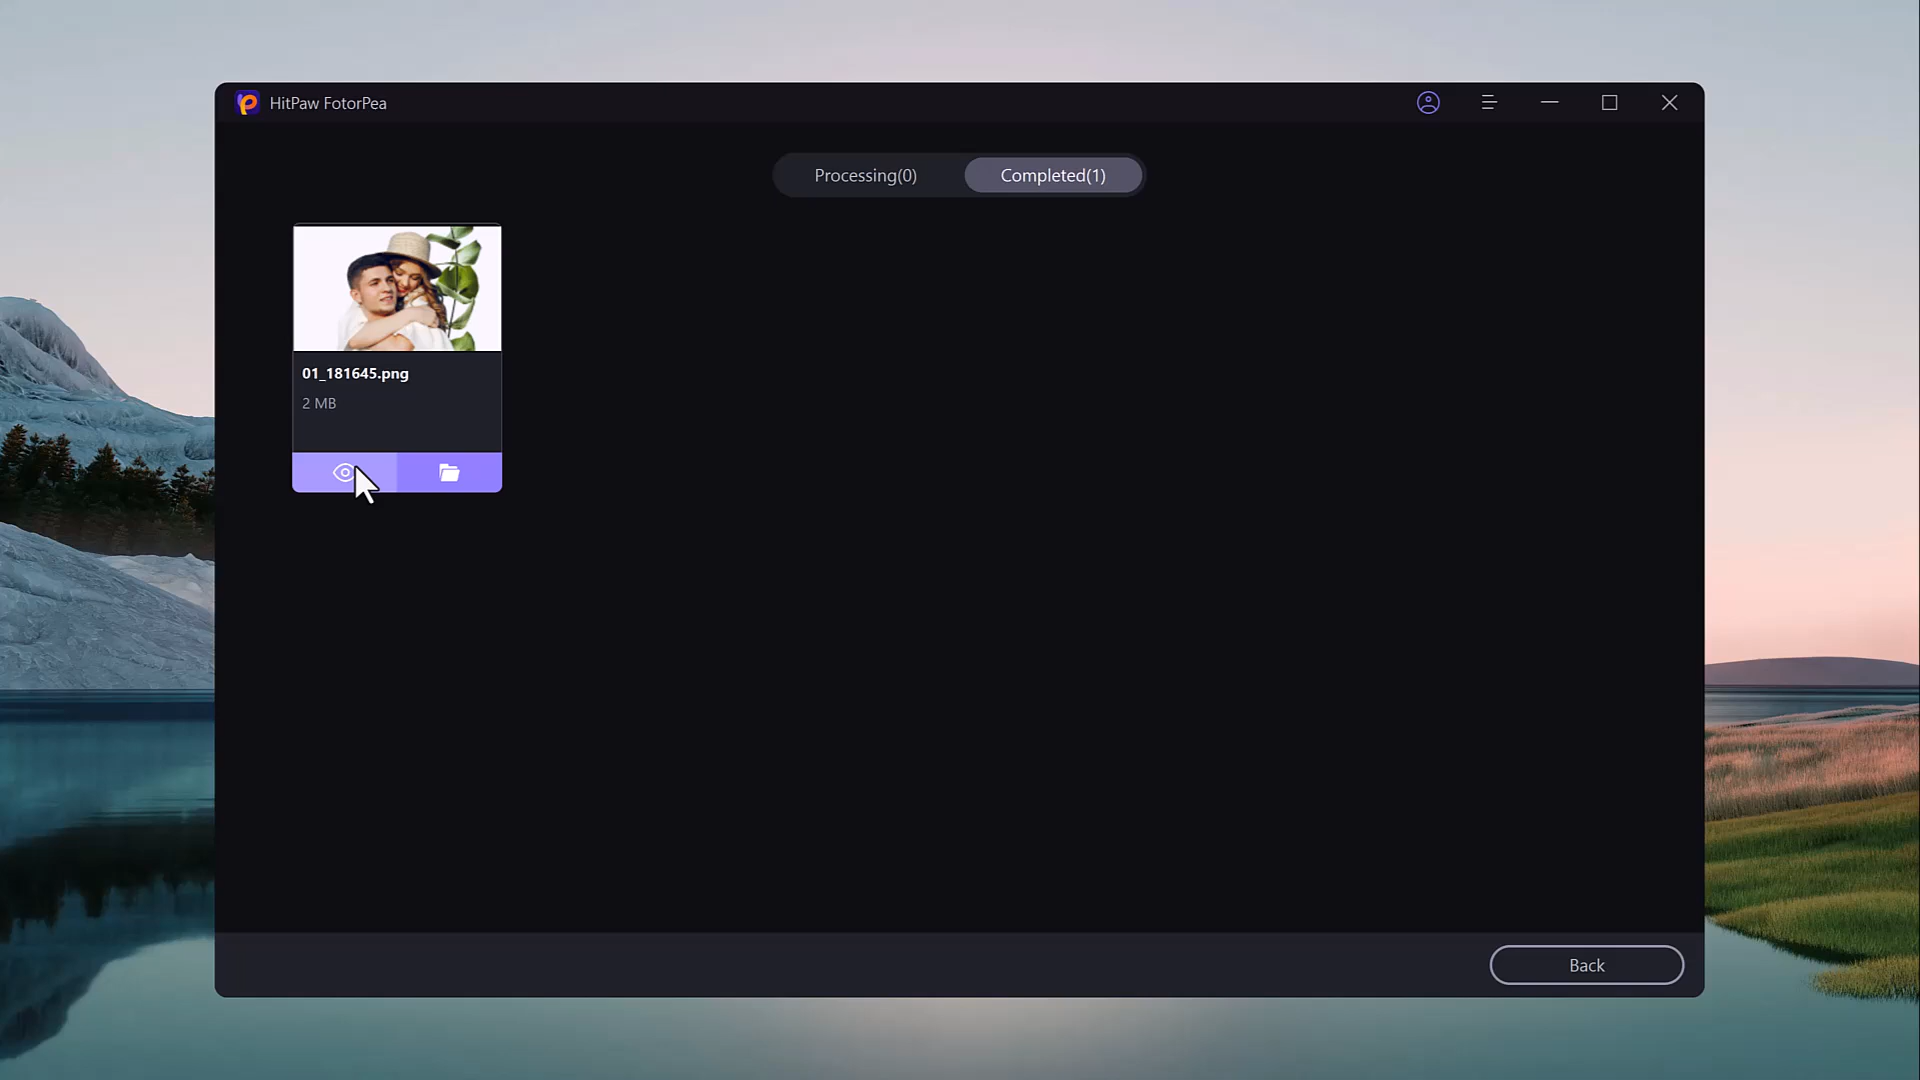 HitPaw FotorPea
Processing(0) Completed(1)
01_181645.png
2 MB
Back